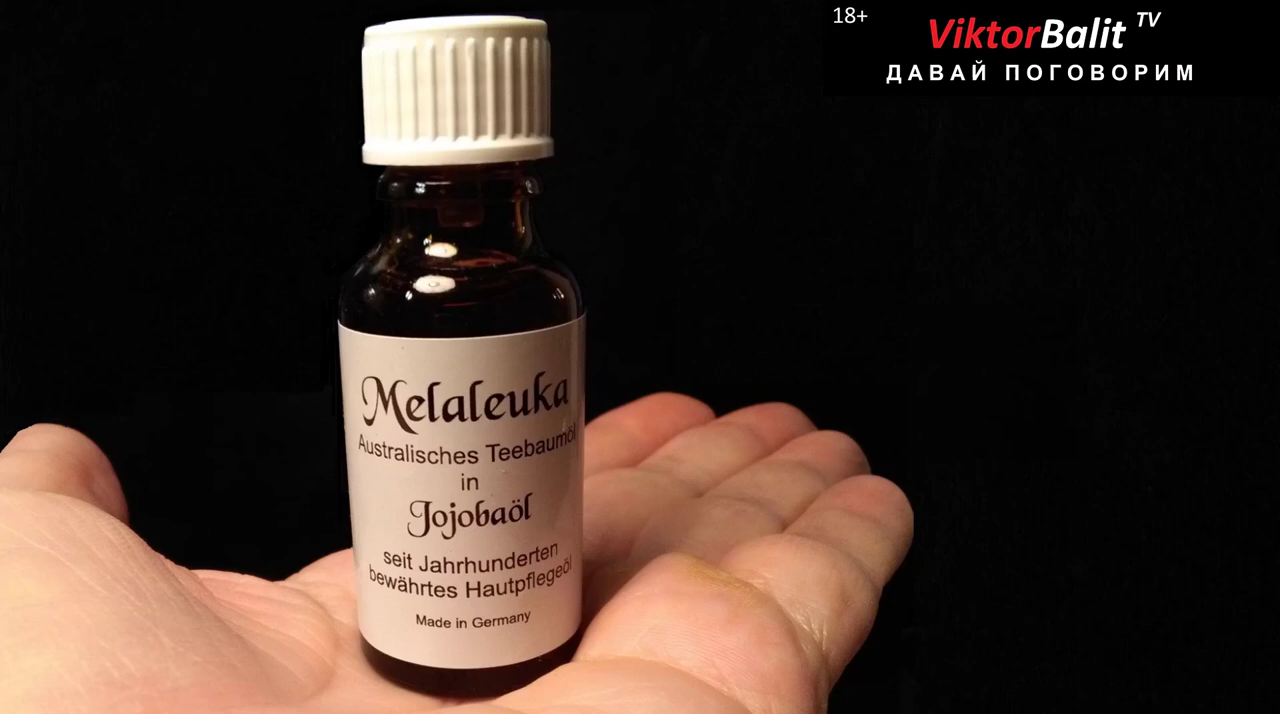 18+
ViktorBalit TV
ДАВАЙ ПОГОВОРИМ
Melaleuka
Australisches Teebaumöl
in
Jojobaöl
seit Jahrhunderten
bewährtes Hautpflegeöl
Made in Germany